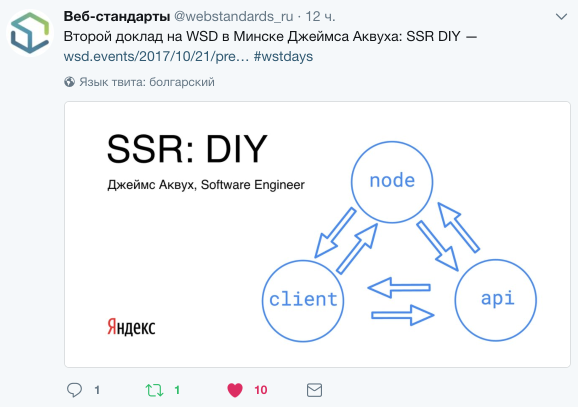 Веб-стандарты @webstandards_ru · 12 ч.
Второй доклад на WSD в Минске Джеймса Аквуха: SSR DIY —
wsd.events/2017/10/21/pre… #wstdays
Язык твита: болгарский
SSR: DIY
Джеймс Аквух, Software Engineer
node
client
api
Яндекс
1 1 10